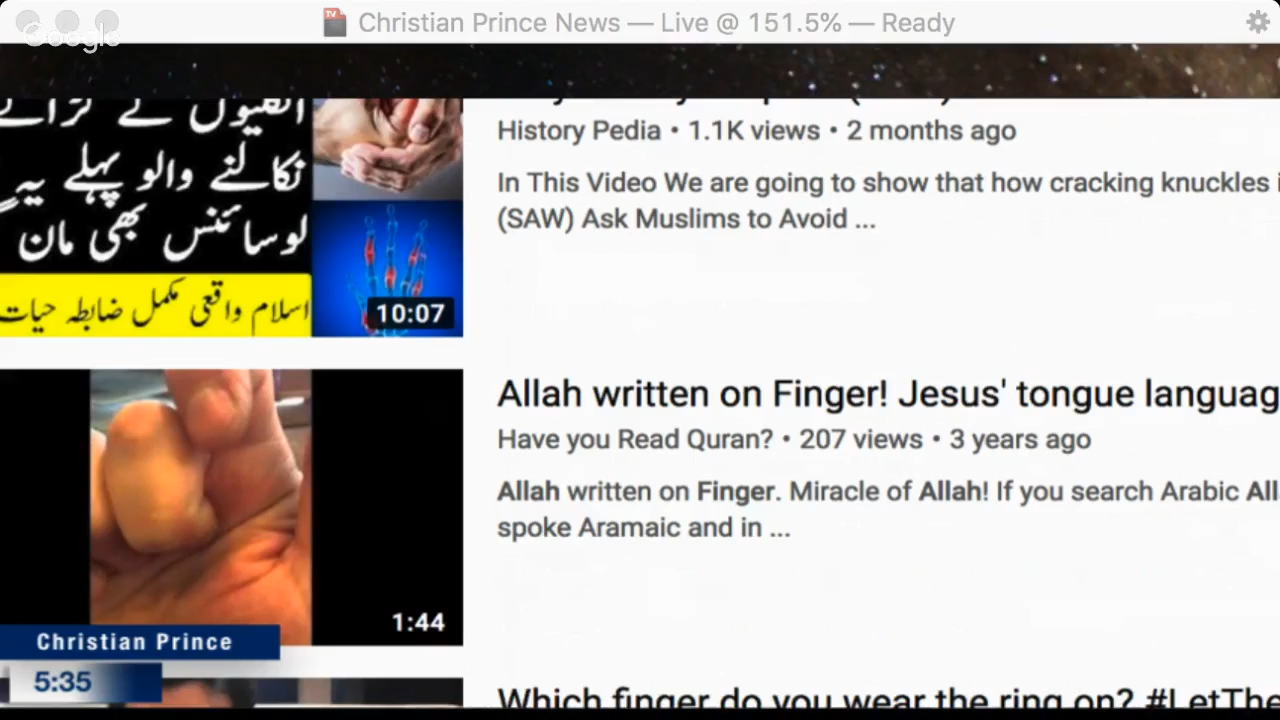 Christian Prince News — Live @ 151.5% — Ready
Google
نکالنے والو پہلے یہ
لوسائنس بھی مان
اسلام واقعی مکمل ضابطہ حیات
10:07
History Pedia • 1.1K views • 2 months ago
In This Video We are going to show that how cracking knuckles
(SAW) Ask Muslims to Avoid ...
1:44
Allah written on Finger! Jesus' tongue languag
Have you Read Quran? • 207 views • 3 years ago
Allah written on Finger. Miracle of Allah! If you search Arabic All
spoke Aramaic and in ...
Christian Prince
5:35
Which finger do you wear the ring on? #LetThe